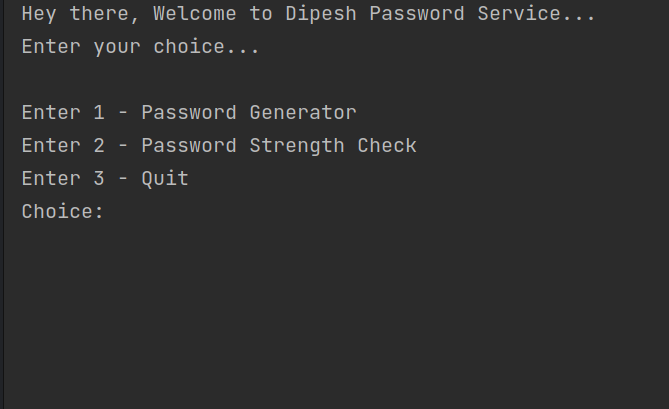 Hey there, Welcome to Dipesh Password Service...
Enter your choice...
Enter 1 - Password Generator
Enter 2 - Password Strength Check
Enter 3 - Quit
Choice: